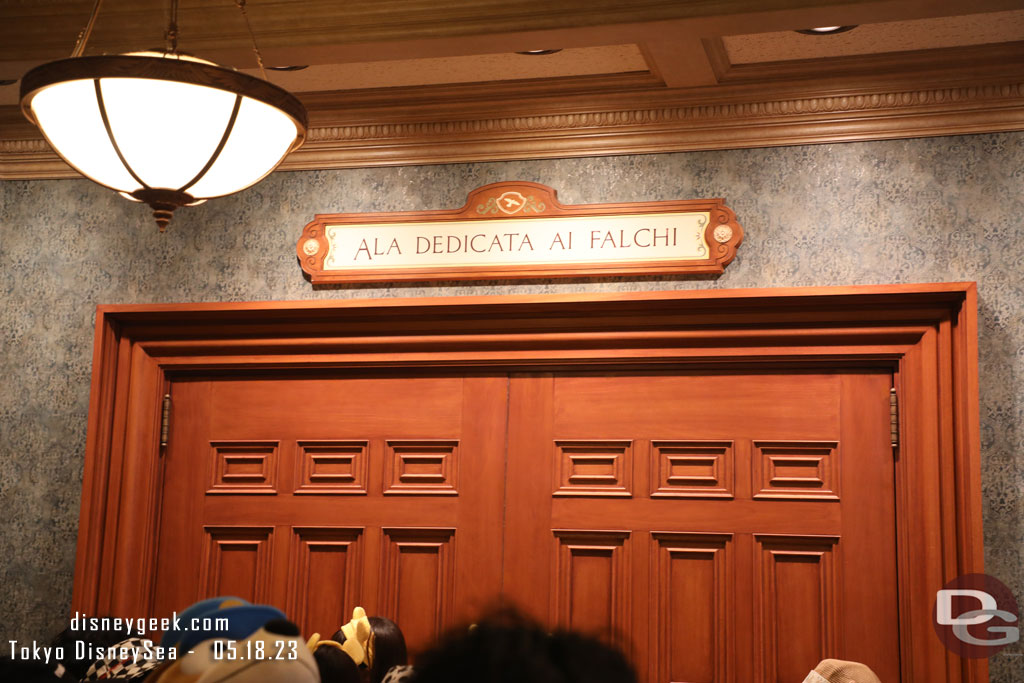 ALA DEDICATA AI FALCHI
disneygeek.com
Tokyo DisneySea - 05.18.23
DG